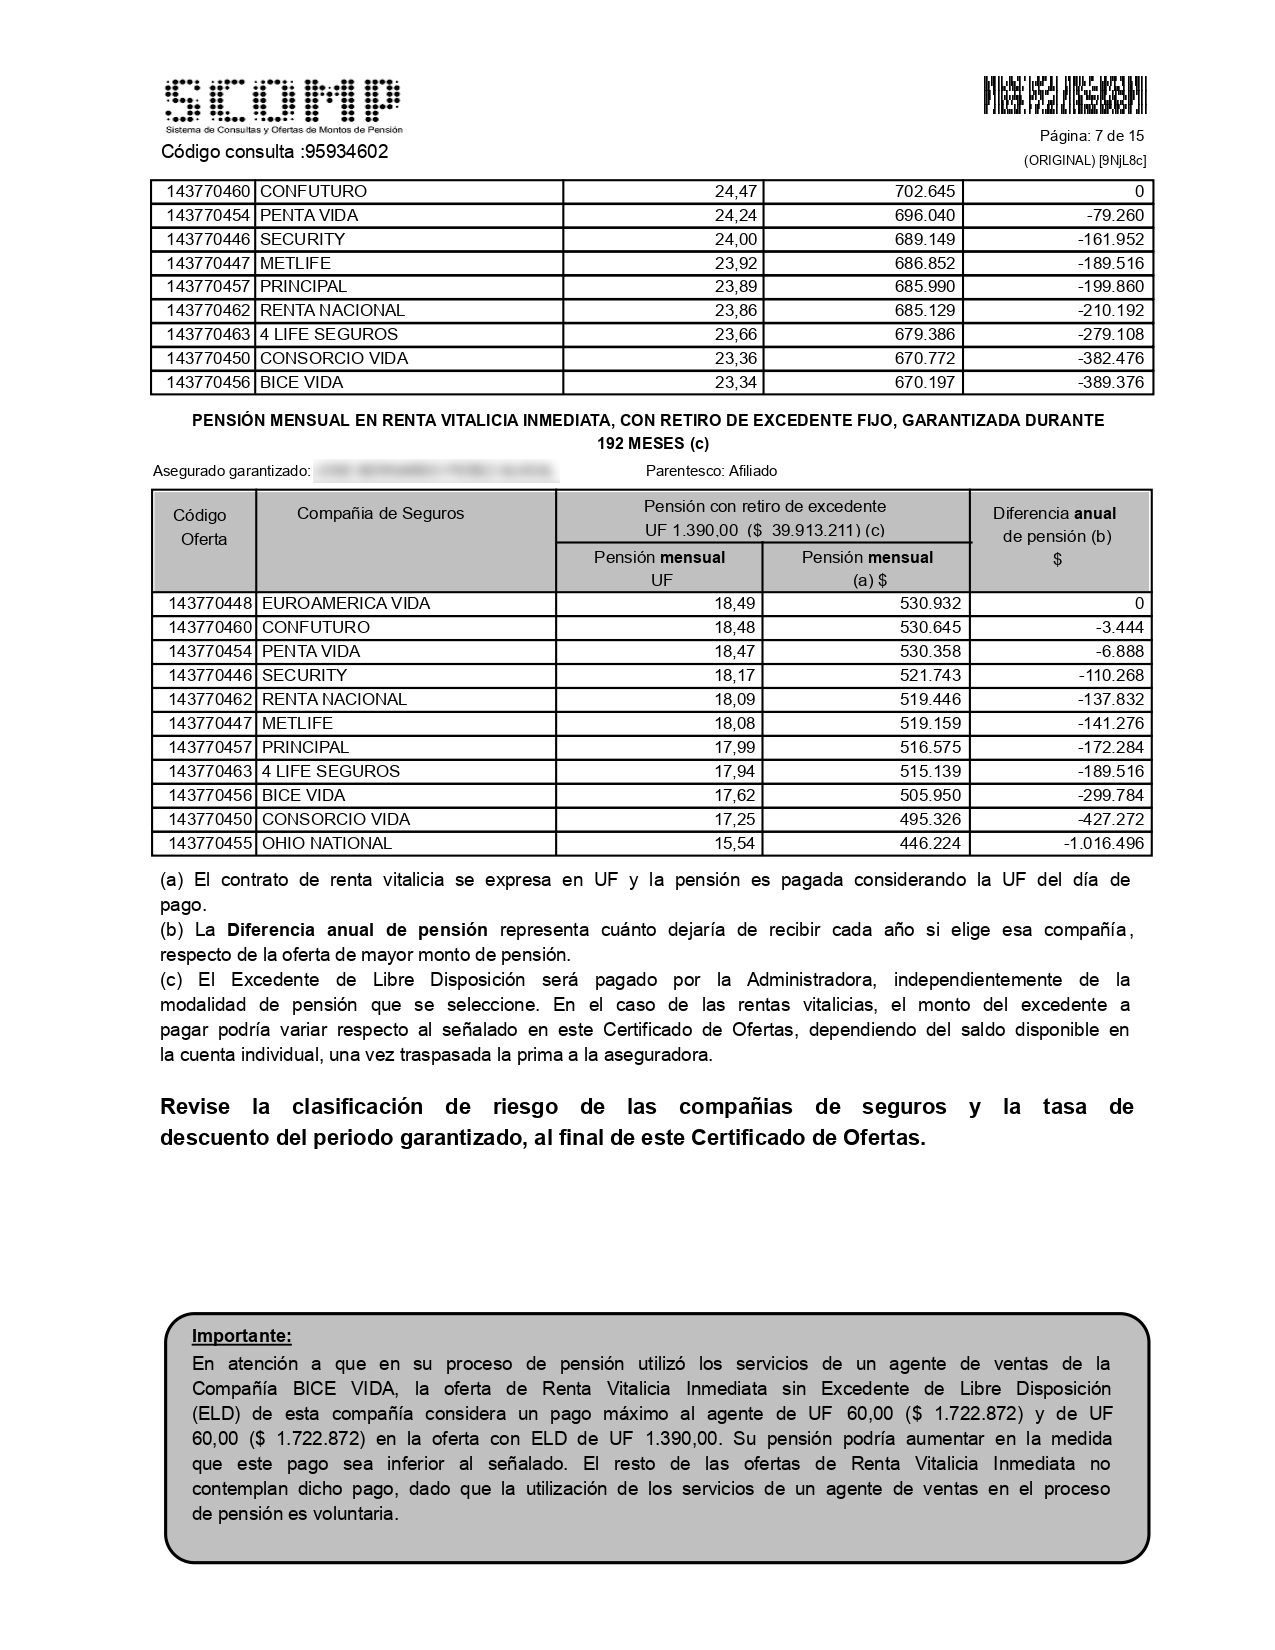 SCOMP
Sistema de Consultas y Ofertas de Montos de Pensión
Código consulta :95934602
Página: 7 de 15
(ORIGINAL) [9NjL8c]
143770460 CONFUTURO 24,47 702.645 0
143770454 PENTA VIDA 24,24 696.040 -79.260
143770446 SECURITY 24,00 689.149 -161.952
143770447 METLIFE 23,92 686.852 -189.516
143770457 PRINCIPAL 23,89 685.990 -199.860
143770462 RENTA NACIONAL 23,86 685.129 -210.192
143770463 4 LIFE SEGUROS 23,66 679.386 -279.108
143770450 CONSORCIO VIDA 23,36 670.772 -382.476
143770456 BICE VIDA 23,34 670.197 -389.376
PENSIÓN MENSUAL EN RENTA VITALICIA INMEDIATA, CON RETIRO DE EXCEDENTE FIJO, GARANTIZADA DURANTE
192 MESES (c)
Asegurado garantizado: Parentesco: Afiliado
Código Oferta
Compañia de Seguros
Pensión con retiro de excedente
UF 1.390,00 ($ 39.913.211) (c)
Pensión mensual UF
Pensión mensual (a) $
Diferencia anual de pensión (b) $
143770448 EUROAMERICA VIDA 18,49 530.932 0
143770460 CONFUTURO 18,48 530.645 -3.444
143770454 PENTA VIDA 18,47 530.358 -6.888
143770446 SECURITY 18,17 521.743 -110.268
143770462 RENTA NACIONAL 18,09 519.446 -137.832
143770447 METLIFE 18,08 519.159 -141.276
143770457 PRINCIPAL 17,99 516.575 -172.284
143770463 4 LIFE SEGUROS 17,94 515.139 -189.516
143770456 BICE VIDA 17,62 505.950 -299.784
143770450 CONSORCIO VIDA 17,25 495.326 -427.272
143770455 OHIO NATIONAL 15,54 446.224 -1.016.496
(a) El contrato de renta vitalicia se expresa en UF y la pensión es pagada considerando la UF del día de
pago.
(b) La Diferencia anual de pensión representa cuánto dejaría de recibir cada año si elige esa compañía,
respecto de la oferta de mayor monto de pensión.
(c) El Excedente de Libre Disposición será pagado por la Administradora, independientemente de la
modalidad de pensión que se seleccione. En el caso de las rentas vitalicias, el monto del excedente a
pagar podría variar respecto al señalado en este Certificado de Ofertas, dependiendo del saldo disponible en
la cuenta individual, una vez traspasada la prima a la aseguradora.
Revise la clasificación de riesgo de las compañias de seguros y la tasa de
descuento del periodo garantizado, al final de este Certificado de Ofertas.
Importante:
En atención a que en su proceso de pensión utilizó los servicios de un agente de ventas de la
Compañía BICE VIDA, la oferta de Renta Vitalicia Inmediata sin Excedente de Libre Disposición
(ELD) de esta compañía considera un pago máximo al agente de UF 60,00 ($ 1.722.872) y de UF
60,00 ($ 1.722.872) en la oferta con ELD de UF 1.390,00. Su pensión podría aumentar en la medida
que este pago sea inferior al señalado. El resto de las ofertas de Renta Vitalicia Inmediata no
contemplan dicho pago, dado que la utilización de los servicios de un agente de ventas en el proceso
de pensión es voluntaria.